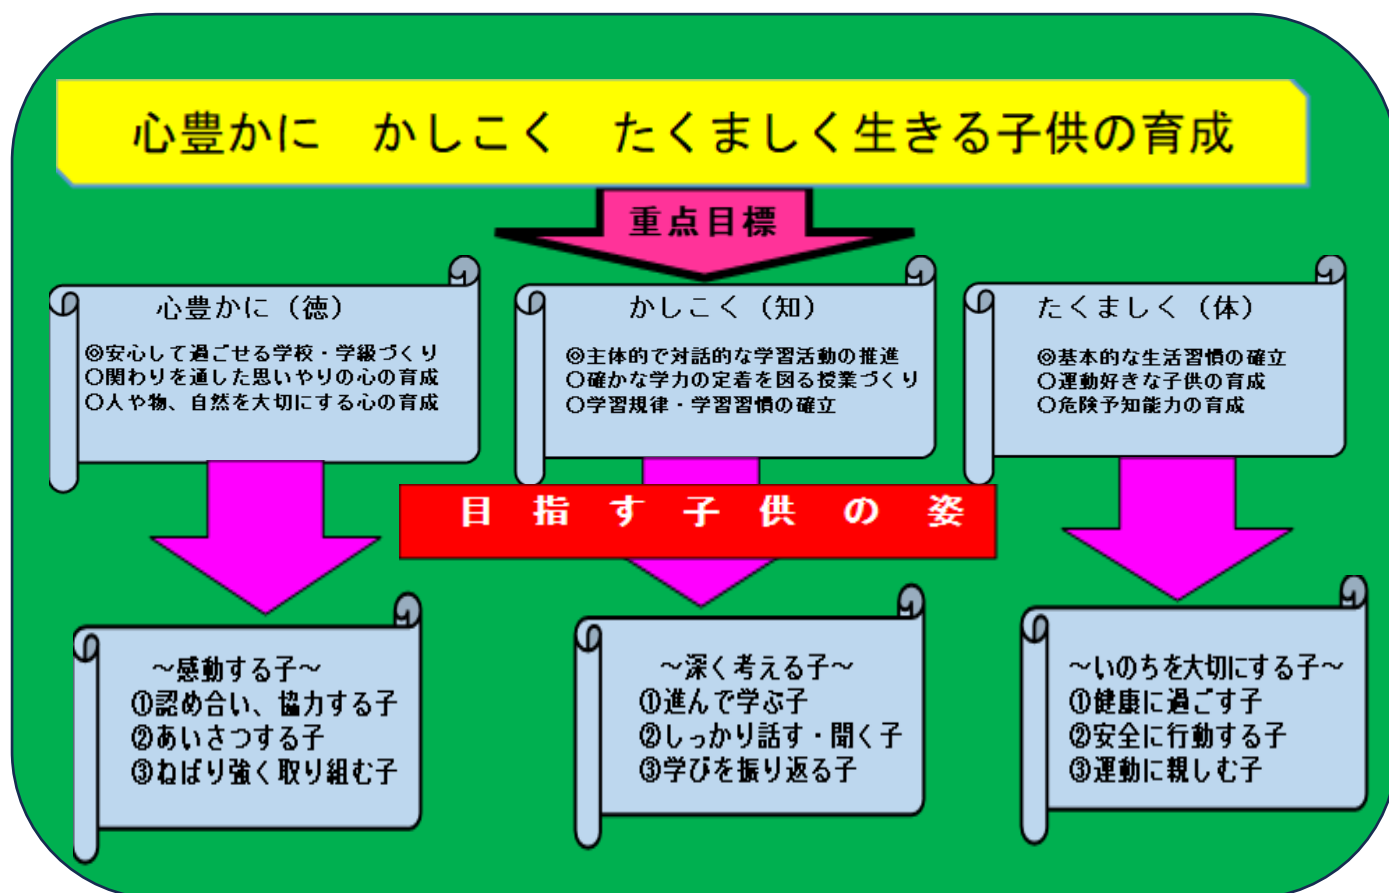 心豊かに　かしこく　たくましく生きる子供の育成
重点目標
心豊かに（徳）
◎安心して過ごせる学校・学級づくり
〇関わりを通した思いやりの心の育成
〇人や物、自然を大切にする心の育成
かしこく（知）
◎主体的で対話的な学習活動の推進
〇確かな学力の定着を図る授業づくり
〇学習規律・学習習慣の確立
たくましく（体）
◎基本的な生活習慣の確立
〇運動好きな子供の育成
〇危険予知能力の育成
目指す子供の姿
～感動する子～
①認め合い、協力する子
②あいさつする子
③ねばり強く取り組む子
～深く考える子～
①進んで学ぶ子
②しっかり話す・聞く子
③学びを振り返る子
～いのちを大切にする子～
①健康に過ごす子
②安全に行動する子
③運動に親しむ子